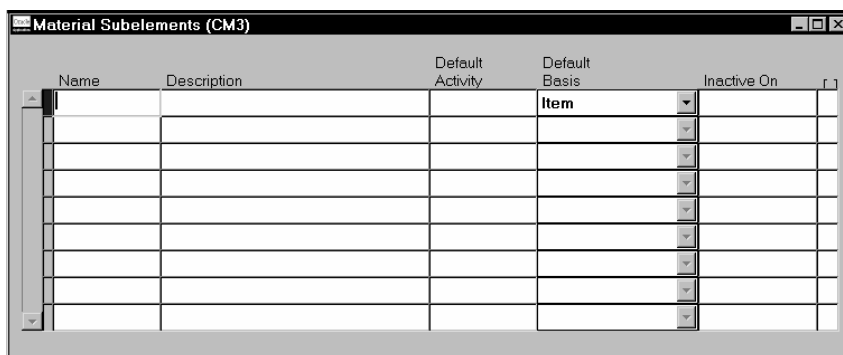 Material Subelements (CM3)
Default Default
Name Description Activity Basis Inactive On [ ]
Item